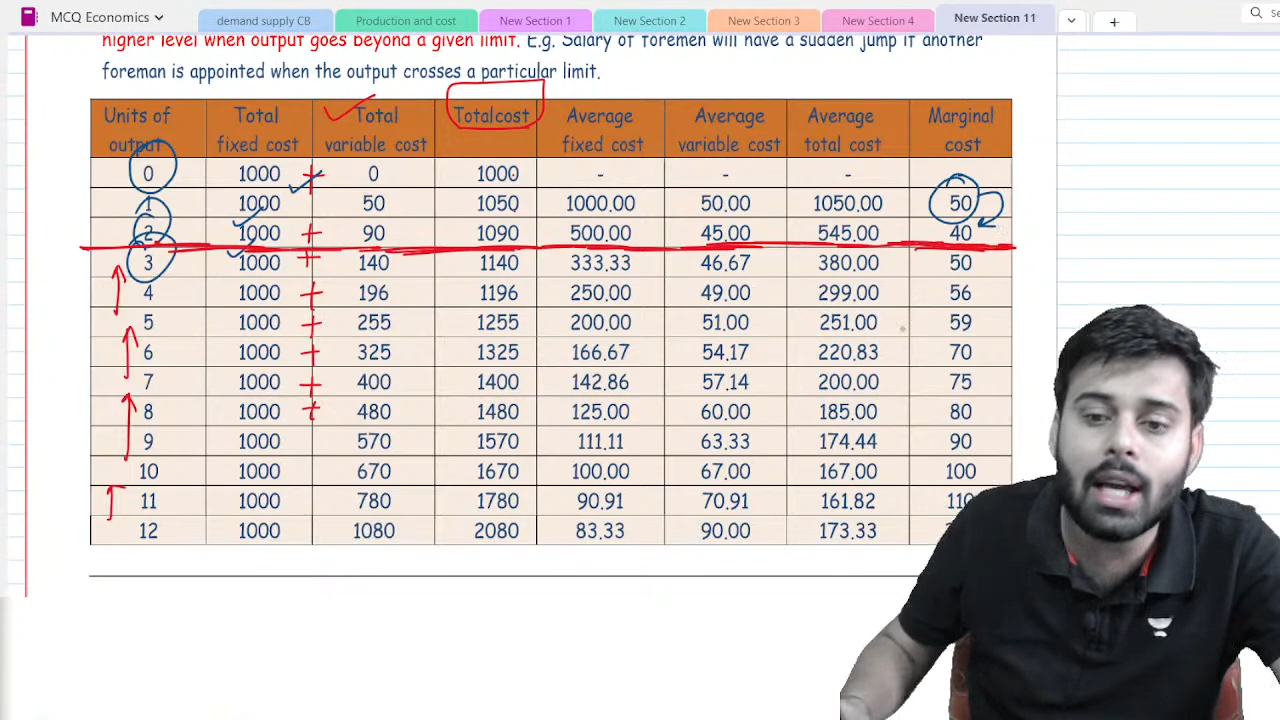 MCQ Economics
demand supply CB
Production and cost
New Section 1
New Section 2
New Section 3
New Section 4
New Section 11
higher level when output goes beyond a given limit. E.g. Salary of foremen will have a sudden jump if another
foreman is appointed when the output crosses a particular limit.
Units of output Total fixed cost Total variable cost Total cost Average fixed cost Average variable cost Average total cost Marginal cost
0 1000 + 0 1000 - - -
1 1000 50 1050 1000.00 50.00 1050.00 50
2 1000 + 90 1090 500.00 45.00 545.00 40
3 1000 + 140 1140 333.33 46.67 380.00 50
4 1000 + 196 1196 250.00 49.00 299.00 56
5 1000 + 255 1255 200.00 51.00 251.00 59
6 1000 + 325 1325 166.67 54.17 220.83 70
7 1000 + 400 1400 142.86 57.14 200.00 75
8 1000 + 480 1480 125.00 60.00 185.00 80
9 1000 570 1570 111.11 63.33 174.44 90
10 1000 670 1670 100.00 67.00 167.00 100
11 1000 780 1780 90.91 70.91 161.82 110
12 1000 1080 2080 83.33 90.00 173.33